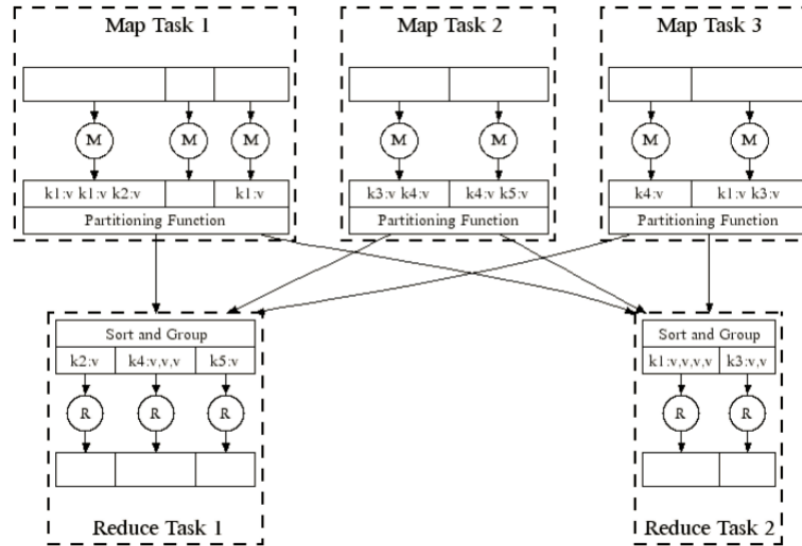 Map Task 1
Map Task 2
Map Task 3
M M M
M M
M M
k1:v k1:v k2:v
k1:v
k3:v k4:v
k4:v k5:v
k4:v
k1:v k3:v
Partitioning Function
Partitioning Function
Partitioning Function
Sort and Group
k2:v
k4:v,v,v
k5:v
R R R
Reduce Task 1
Sort and Group
k1:v,v,v,v
k3:v,v
R R
Reduce Task 2